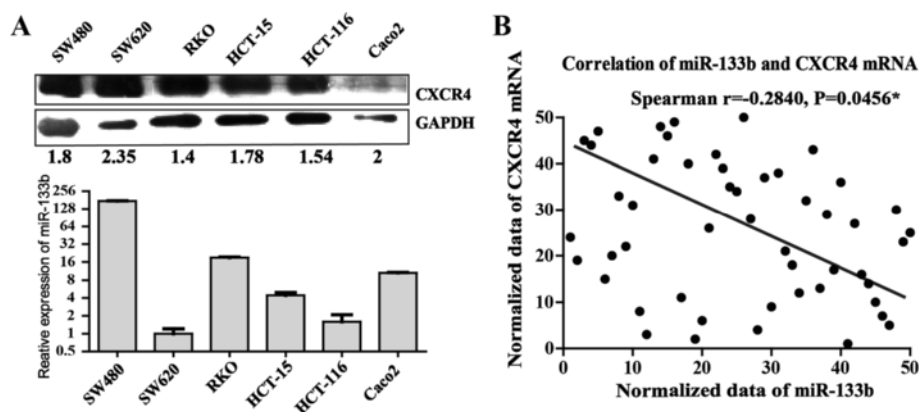 A
SW480 SW620 RKO HCT-15 HCT-116 Caco2
CXCR4
GAPDH
1.8 2.35 1.4 1.78 1.54 2
Reative expression of miR-133b
256
128
64
32
16
8
4
2
1
0.5
SW480 SW620 RKO HCT-15 HCT-116 Caco2
B
Correlation of miR-133b and CXCR4 mRNA
Spearman r=-0.2840, P=0.0456*
Normalized data of CXCR4 mRNA
50
40
30
20
10
0
0 10 20 30 40 50
Normalized data of miR-133b